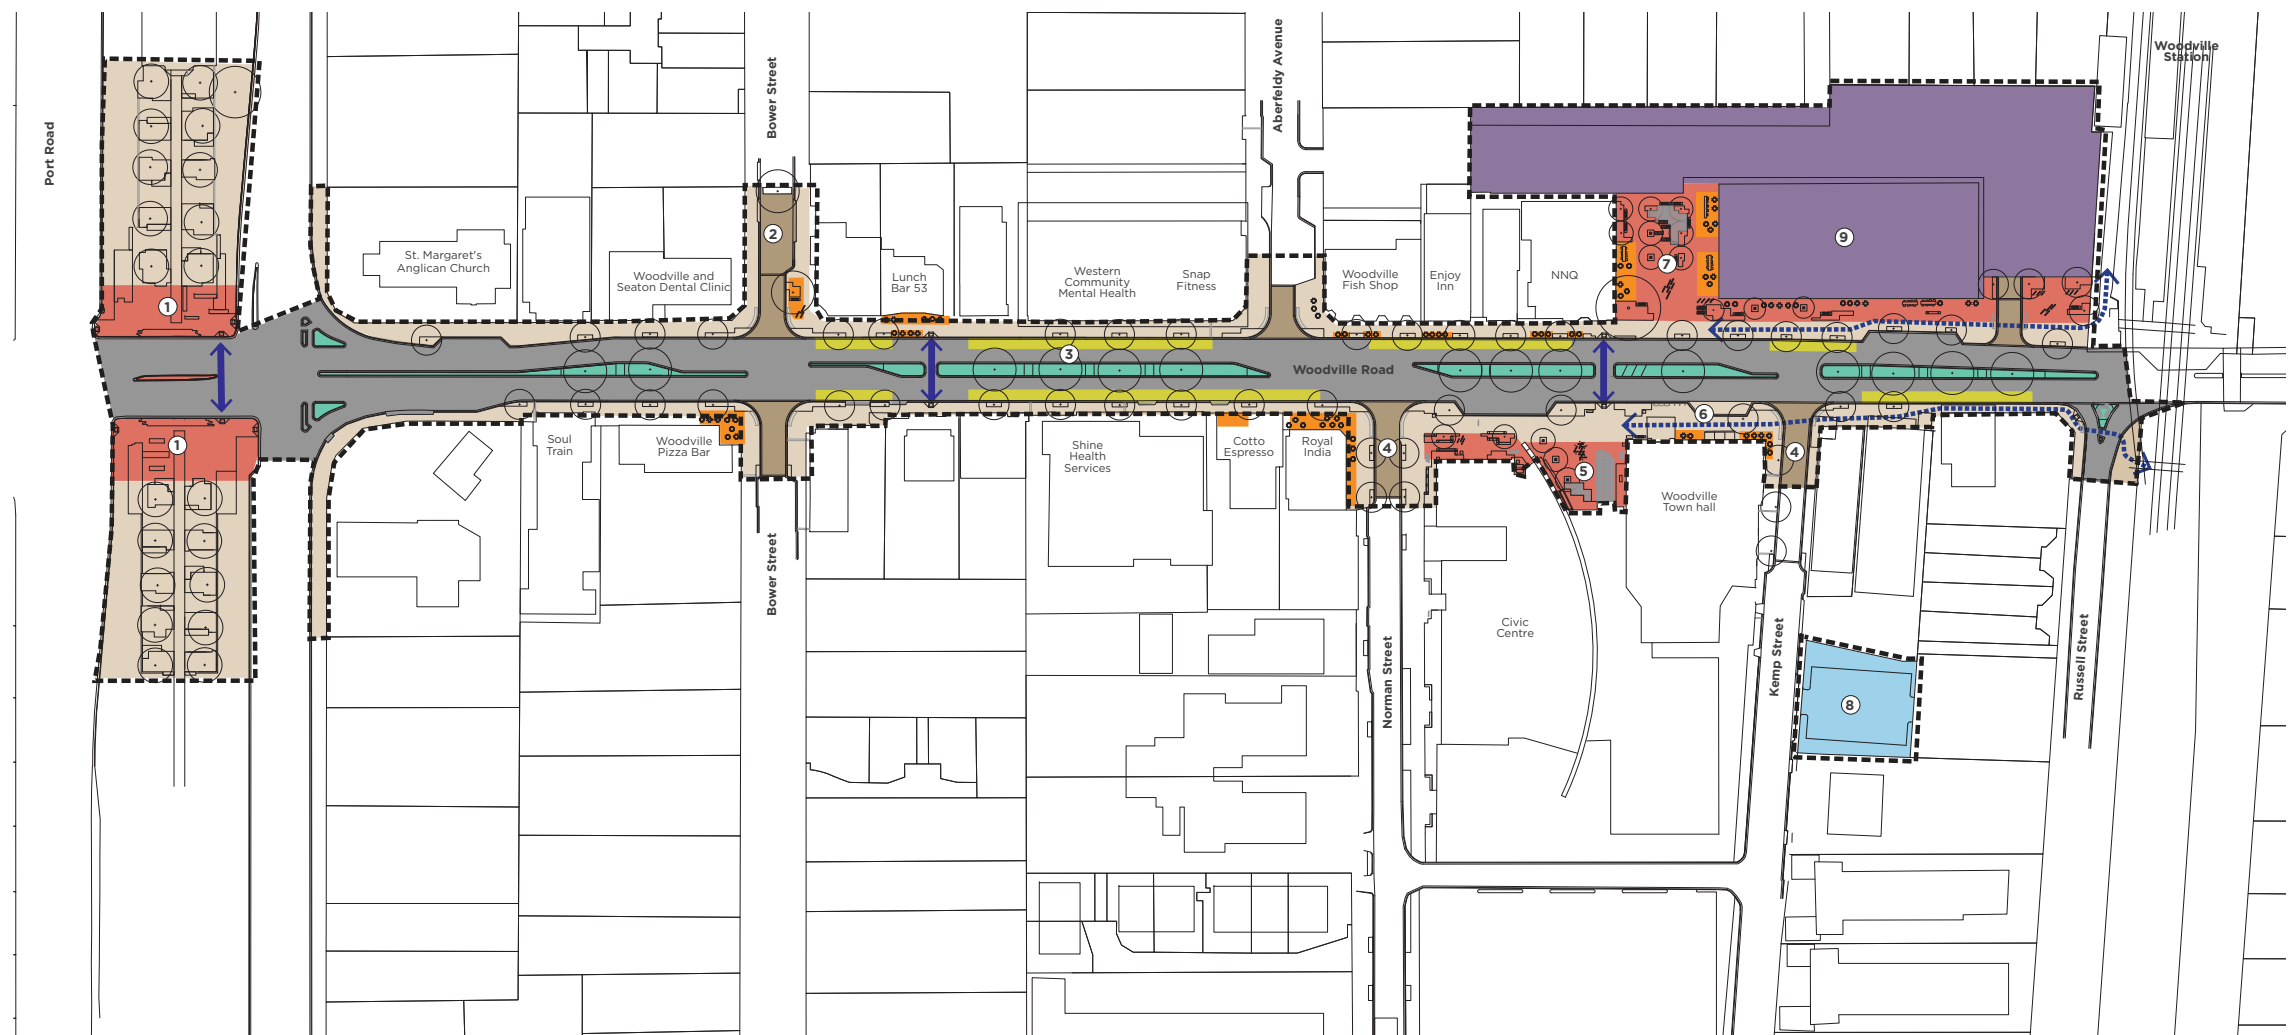 Port Road
Bower Street
Aberfeldy Avenue
Woodville
Station
1
2
St. Margaret's
Anglican Church
Woodville and
Seaton Dental Clinic
Lunch
Bar 53
Western
Community
Mental Health
Snap
Fitness
Woodville
Fish Shop
Enjoy
Inn
NNQ
7
9
3
Woodville Road
6
1
Soul
Train
Woodville
Pizza Bar
Shine
Health
Services
Cotto
Espresso
Royal
India
4
5
Woodville
Town hall
4
Bower Street
Civic
Centre
Norman Street
Kemp Street
8
Russell Street